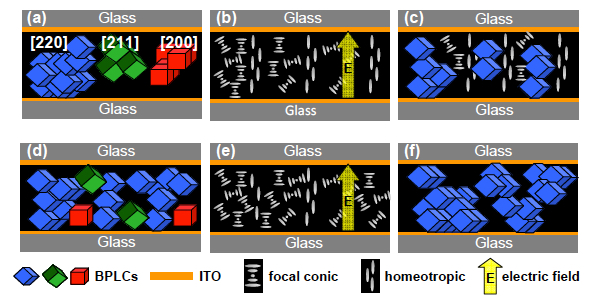 (a) Glass
[220] [211] [200]
Glass
(b) Glass
E
Glass
(c) Glass
Glass
(d) Glass
Glass
(e) Glass
E
Glass
(f) Glass
Glass
BPLCs ITO focal conic homeotropic E electric field